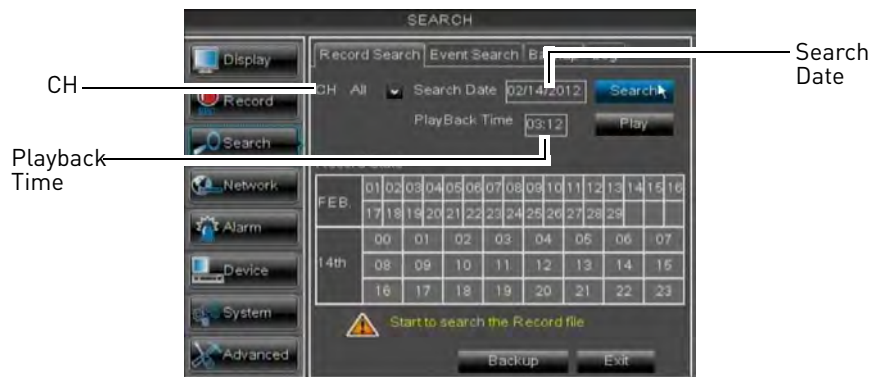 SEARCH
Display
Record
Search
Network
Alarm
Device
System
Advanced
Record Search Event Search
CH All Search Date 02/14/2012 Search
PlayBack Time 03:12 Play
FEB. 01 02 03 04 05 06 07 08 09 10 11 12 13 14 15 16
17 18 19 20 21 22 23 24 25 26 27 28 29
14th 00 01 02 03 04 05 06 07
08 09 10 11 12 13 14 15
16 17 18 19 20 21 22 23
Start to search the Record file
Backup Exit
CH
Playback
Time
Search
Date